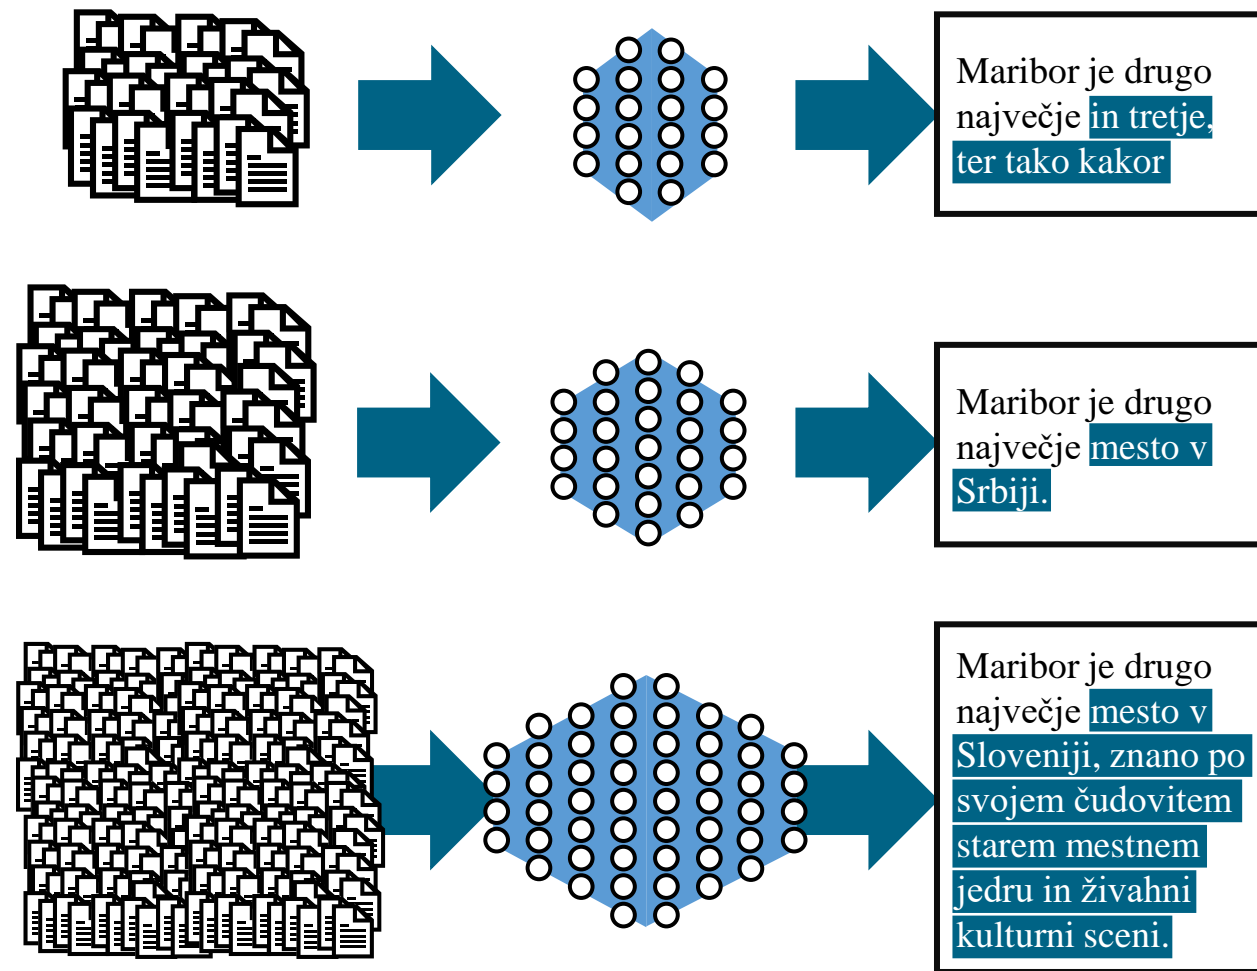 Maribor je drugo
največje in tretje,
ter tako kakor
Maribor je drugo
največje mesto v
Srbiji.
Maribor je drugo
največje mesto v
Sloveniji, znano po
svojem čudovitem
starem mestnem
jedru in živahni
kulturni sceni.